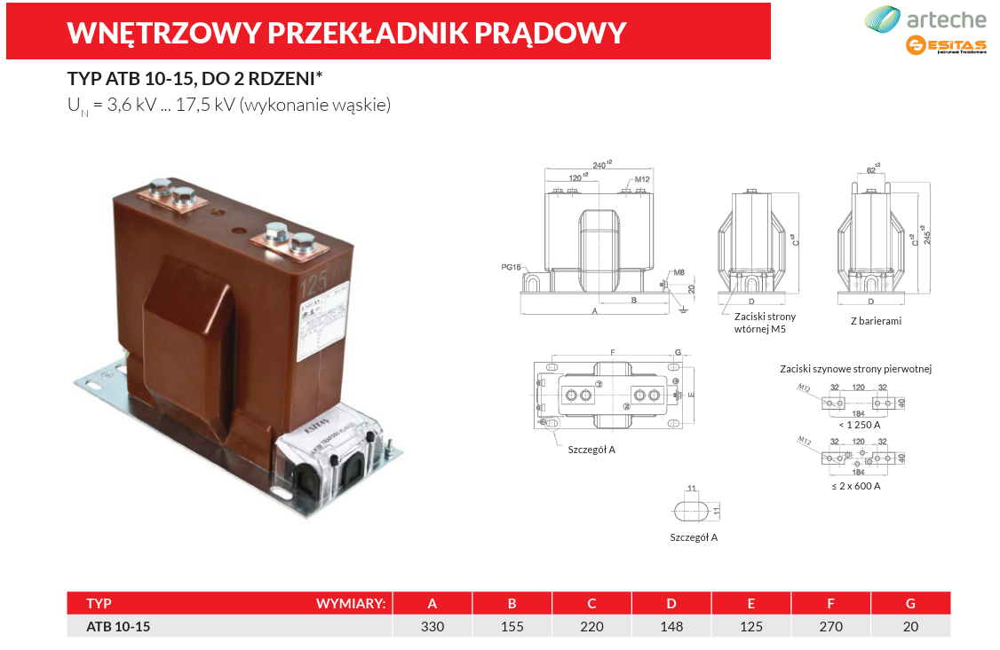 WNĘTRZOWY PRZEKŁADNIK PRĄDOWY
arteche
ESITAS
Instrument Transformers
TYP ATB 10-15, DO 2 RDZENI*
UN = 3,6 kV ... 17,5 kV (wykonanie wąskie)
125/
ESITAS
240±2
120±2
M12
PG16
M8
20
B
A
C±2
D
Zaciski strony
wtórnej M5
62±2
C±2
245±2
D
Z barierami
F
G
E
Szczegół A
Zaciski szynowe strony pierwotnej
M12
32
120
32
40
184
< 1 250 A
M12
32
120
32
40
184
≤ 2 x 600 A
11
11
Szczegół A
TYP WYMIARY: A B C D E F G
ATB 10-15 330 155 220 148 125 270 20